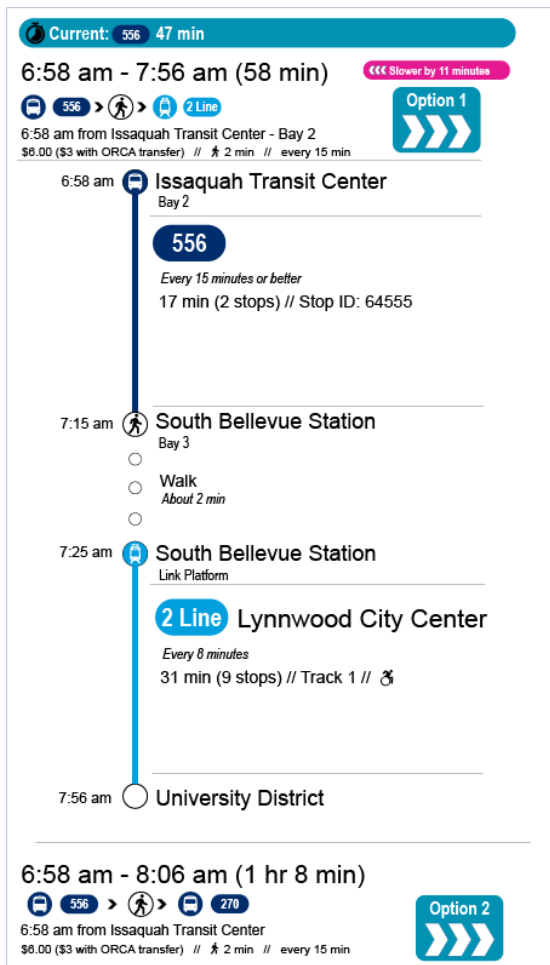 Current: 556 47 min
6:58 am - 7:56 am (58 min)
Slower by 11 minutes
556 2 Line
Option 1
6:58 am from Issaquah Transit Center - Bay 2
$6.00 ($3 with ORCA transfer) // 2 min // every 15 min
6:58 am Issaquah Transit Center
Bay 2
556
Every 15 minutes or better
17 min (2 stops) // Stop ID: 64555
7:15 am South Bellevue Station
Bay 3
Walk
About 2 min
7:25 am South Bellevue Station
Link Platform
2 Line Lynnwood City Center
Every 8 minutes
31 min (9 stops) // Track 1 //
7:56 am University District
6:58 am - 8:06 am (1 hr 8 min)
556 270
Option 2
6:58 am from Issaquah Transit Center
$6.00 ($3 with ORCA transfer) // 2 min // every 15 min